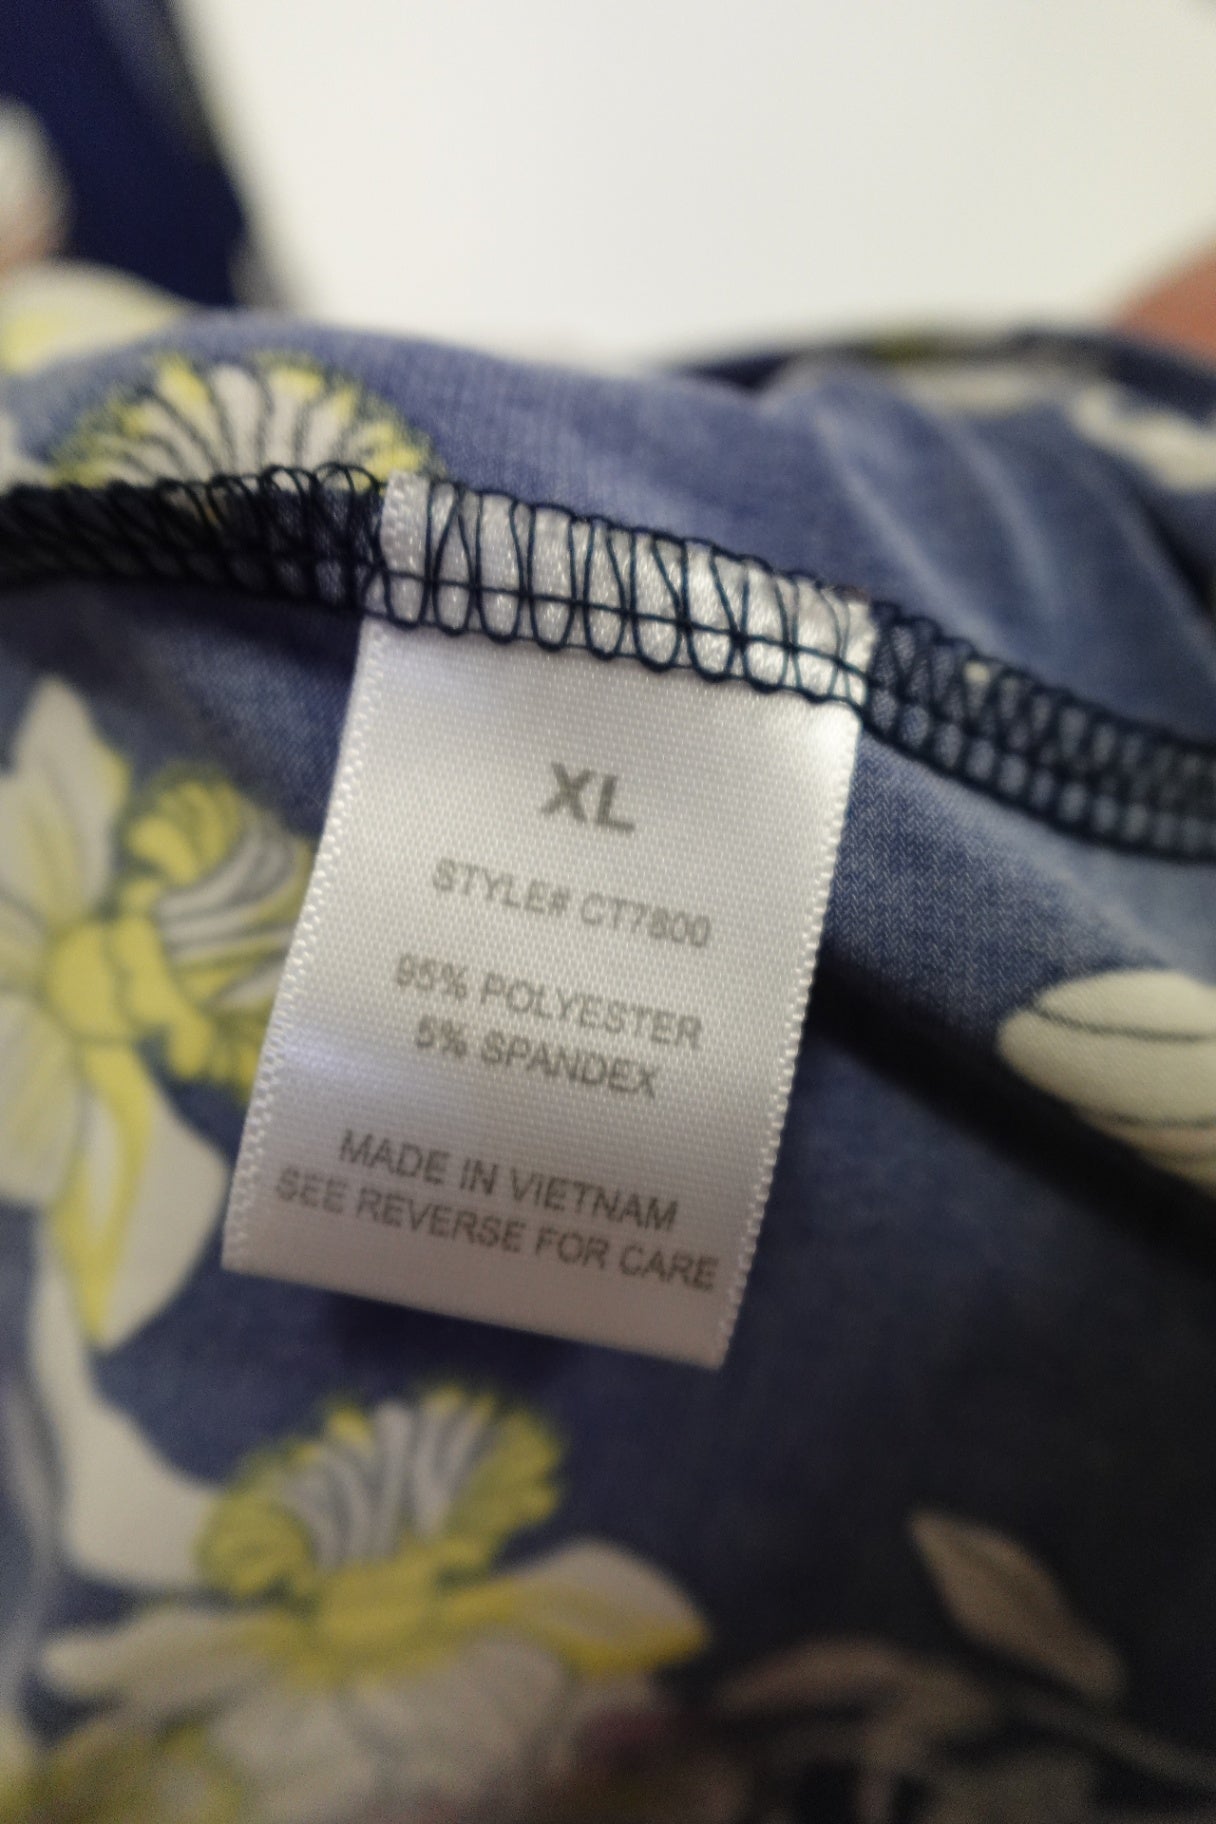 XL
STYLE# CT7800
95% POLYESTER
5% SPANDEX
MADE IN VIETNAM
SEE REVERSE FOR CARE